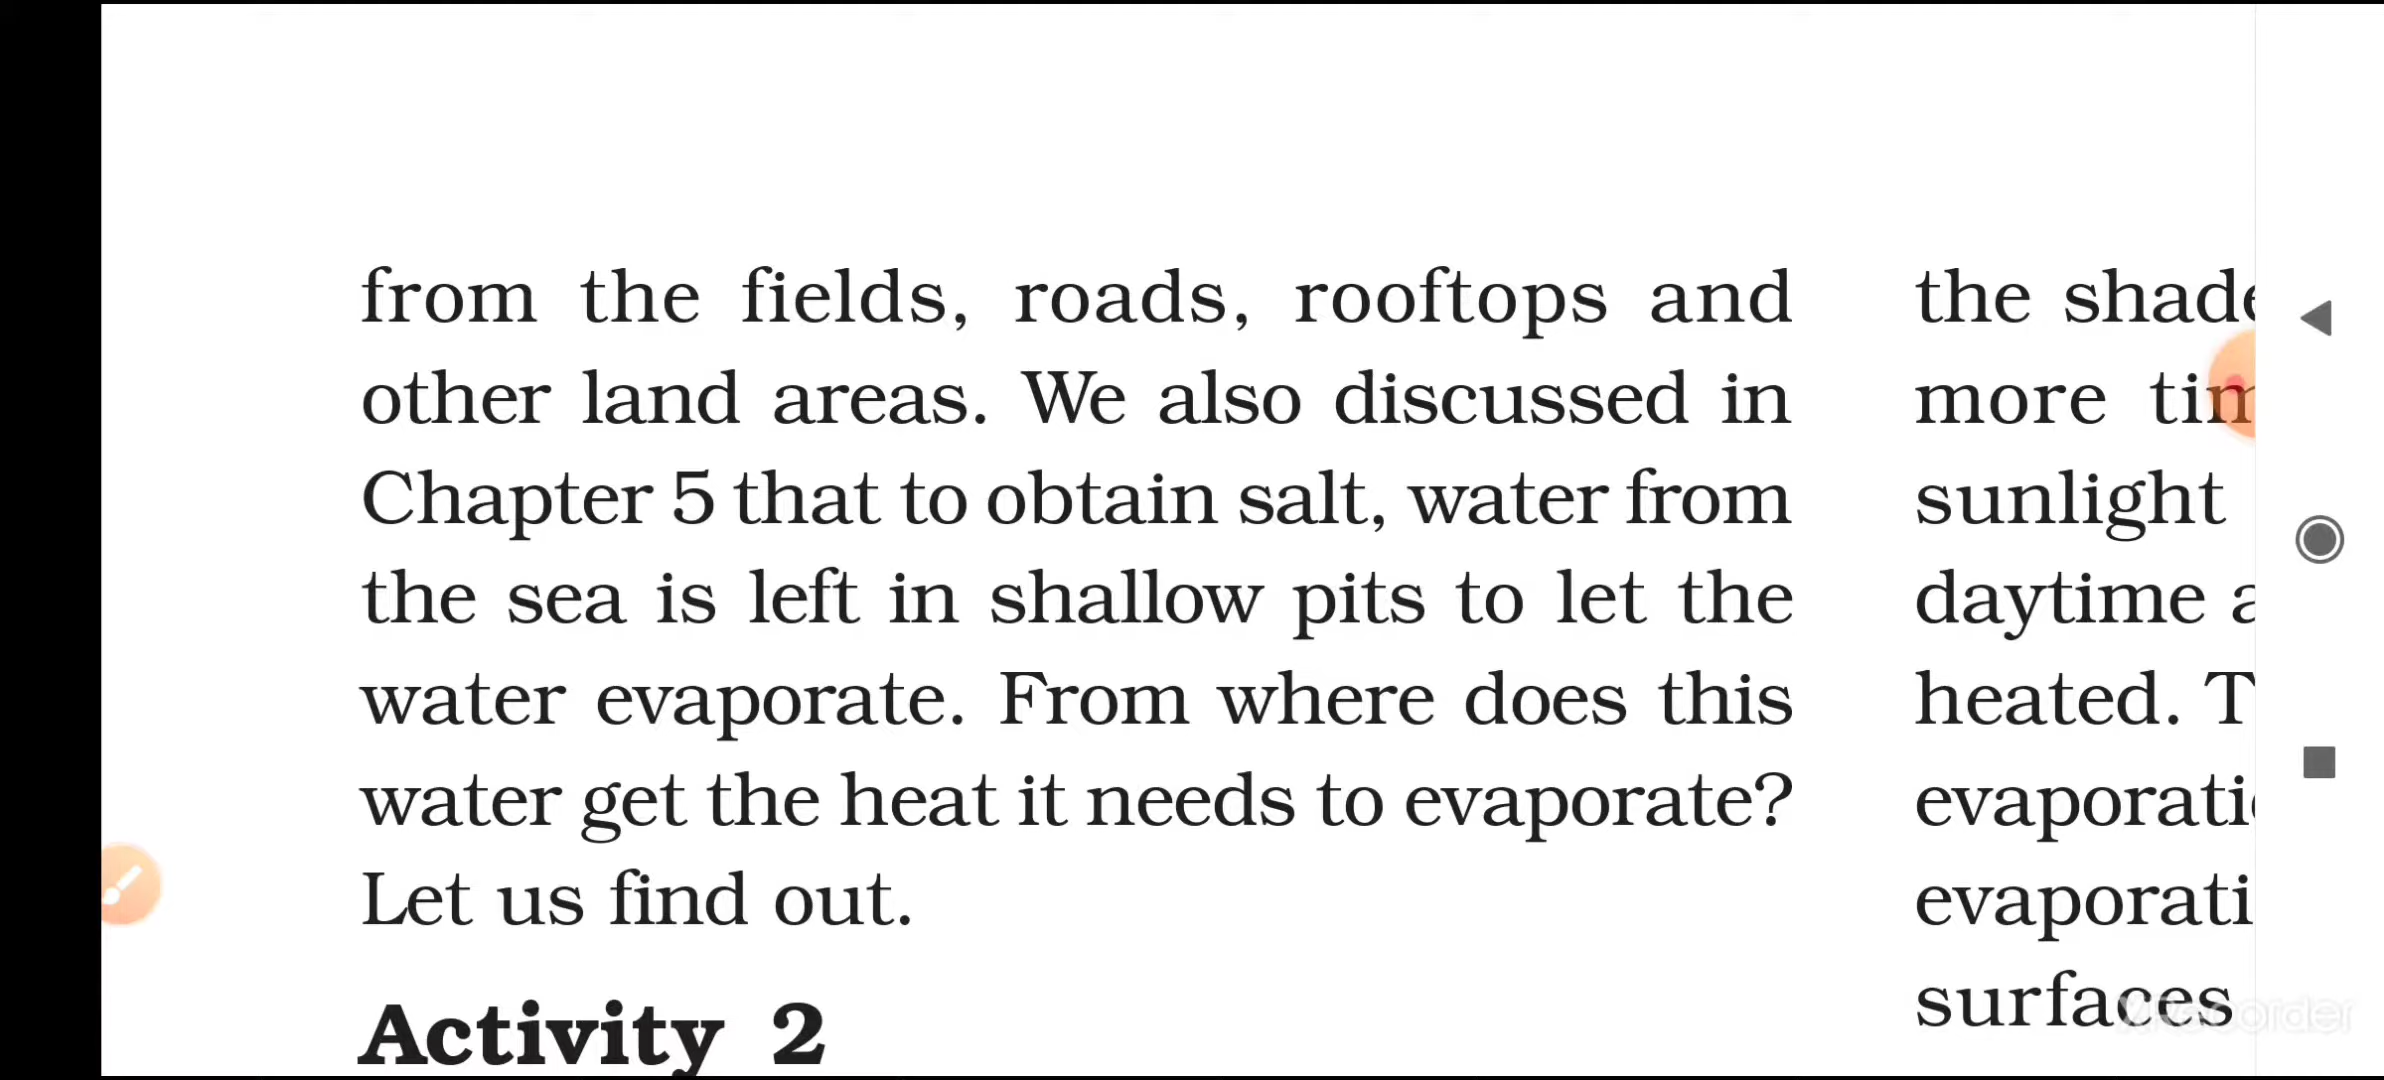 from the fields, roads, rooftops and
other land areas. We also discussed in
Chapter 5 that to obtain salt, water from
the sea is left in shallow pits to let the
water evaporate. From where does this
water get the heat it needs to evaporate?
Let us find out.
Activity 2
the
more
sunlight
daytime
heated.
surfaces